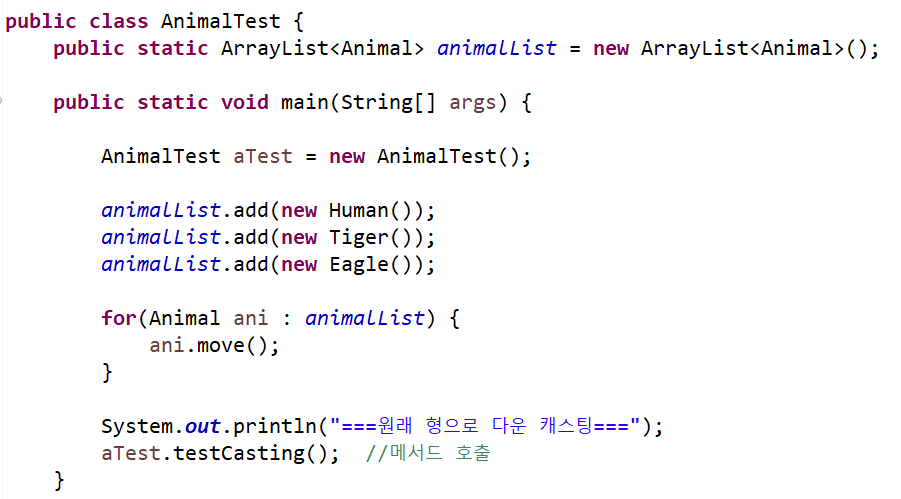 public class AnimalTest {
public static ArrayList<Animal> animalList = new ArrayList<Animal>();
public static void main(String[] args) {
AnimalTest aTest = new AnimalTest();
animalList.add(new Human());
animalList.add(new Tiger());
animalList.add(new Eagle());
for(Animal ani : animalList) {
ani.move();
}
System.out.println("===원래 형으로 다운 캐스팅===");
aTest.testCasting();  //메서드 호출
}